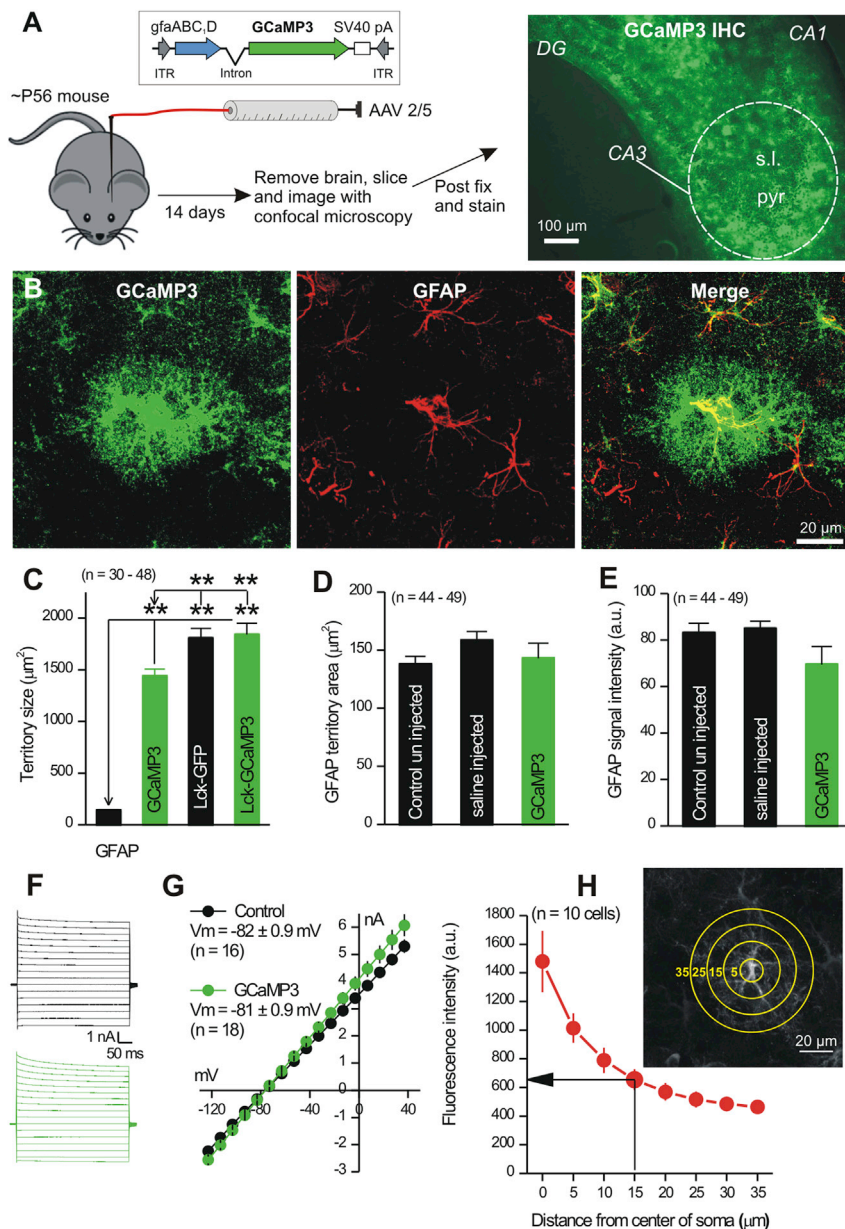 A
gfaABC₁D
GCaMP3
SV40 pA
ITR
Intron
ITR
~P56 mouse
AAV 2/5
14 days
Remove brain, slice
and image with
confocal microscopy
Post fix
and stain
GCaMP3 IHC
DG
CA1
CA3
s.l.
pyr
100 µm
B
GCaMP3
GFAP
Merge
20 µm
C
(n = 30 - 48)
** ** **
** ** **
Territory size (µm²)
2000
1500
1000
500
0
GFAP
GCaMP3
Lck-GFP
Lck-GCaMP3
D
(n = 44 - 49)
GFAP territory area (µm²)
200
150
100
50
0
Control un injected
saline injected
GCaMP3
E
(n = 44 - 49)
GFAP signal intensity (a.u.)
100
80
60
40
20
0
Control un injected
saline injected
GCaMP3
F
1 nA
50 ms
G
Control
Vm = -82 ± 0.9 mV
(n = 16)
GCaMP3
Vm = -81 ± 0.9 mV
(n = 18)
nA
6
5
4
3
2
1
0
-1
-2
-3
mV
-120 -80 -40 0 40
H
(n = 10 cells)
Fluorescence intensity (a.u.)
1800
1600
1400
1200
1000
800
600
400
200
0
0 5 10 15 20 25 30 35
Distance from center of soma (µm)
35 25 15 5
20 µm